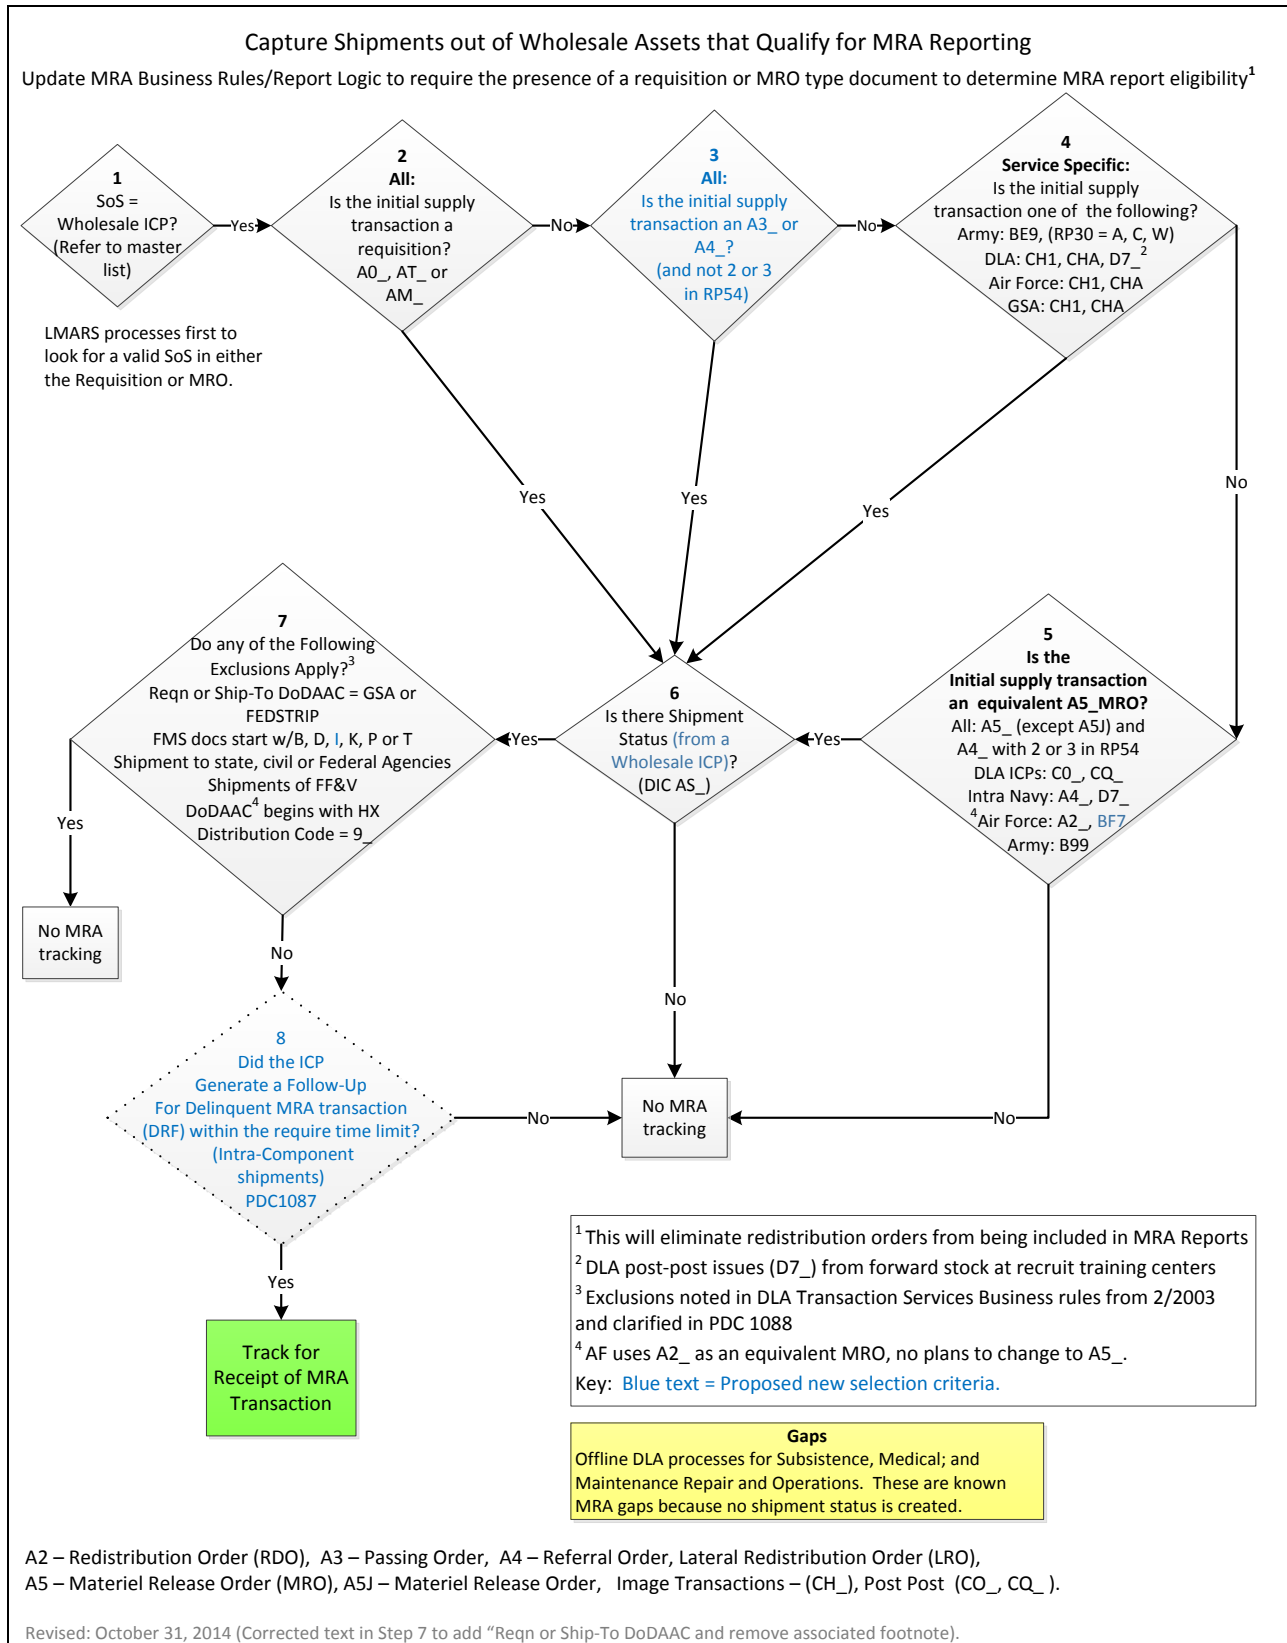 Capture Shipments out of Wholesale Assets that Qualify for MRA Reporting
Update MRA Business Rules/Report Logic to require the presence of a requisition or MRO type document to determine MRA report eligibility1
1
SoS =
Wholesale ICP?
(Refer to master
list)
Yes
2
All:
Is the initial supply
transaction a
requisition?
A0_, AT_ or
AM_
No
3
All:
Is the initial supply
transaction an A3_ or
A4_?
(and not 2 or 3
in RP54)
No
4
Service Specific:
Is the initial supply
transaction one of the following?
Army: BE9, (RP30 = A, C, W)
DLA: CH1, CHA, D7_2
Air Force: CH1, CHA
GSA: CH1, CHA
LMARS processes first to
look for a valid SoS in either
the Requisition or MRO.
Yes
Yes
Yes
No
7
Do any of the Following
Exclusions Apply?3
Reqn or Ship-To DoDAAC = GSA or
FEDSTRIP
FMS docs start w/B, D, I, K, P or T
Shipment to state, civil or Federal Agencies
Shipments of FF&V
DoDAAC4 begins with HX
Distribution Code = 9_
Yes
6
Is there Shipment
Status (from a
Wholesale ICP)?
(DIC AS_)
Yes
5
Is the
Initial supply transaction
an equivalent A5_MRO?
All: A5_ (except A5J) and
A4_ with 2 or 3 in RP54
DLA ICPs: C0_, CQ_
Intra Navy: A4_, D7_
4Air Force: A2_, BF7
Army: B99
Yes
No MRA
tracking
No
No
No
8
Did the ICP
Generate a Follow-Up
For Delinquent MRA transaction
(DRF) within the require time limit?
(Intra-Component
shipments)
PDC1087
No
No MRA
tracking
Yes
Track for
Receipt of MRA
Transaction
1 This will eliminate redistribution orders from being included in MRA Reports
2 DLA post-post issues (D7_) from forward stock at recruit training centers
3 Exclusions noted in DLA Transaction Services Business rules from 2/2003
and clarified in PDC 1088
4 AF uses A2_ as an equivalent MRO, no plans to change to A5_.
Key: Blue text = Proposed new selection criteria.
Gaps
Offline DLA processes for Subsistence, Medical; and
Maintenance Repair and Operations. These are known
MRA gaps because no shipment status is created.
A2 – Redistribution Order (RDO), A3 – Passing Order, A4 – Referral Order, Lateral Redistribution Order (LRO),
A5 – Materiel Release Order (MRO), A5J – Materiel Release Order, Image Transactions – (CH_), Post Post (CO_, CQ_ ).
Revised: October 31, 2014 (Corrected text in Step 7 to add “Reqn or Ship-To DoDAAC and remove associated footnote).